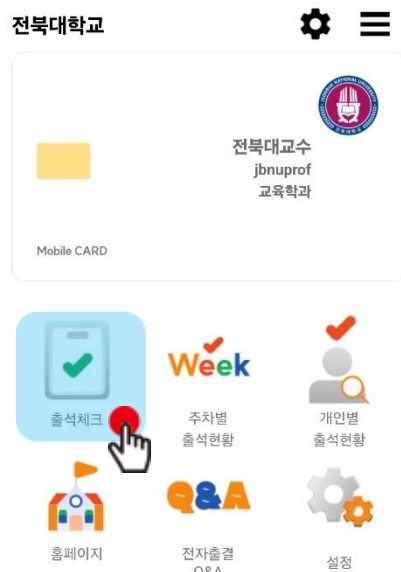 전북대학교
전북대교수
jbnuprof
교육학과
Mobile CARD
출석체크
Week
주차별
출석현황
개인별
출석현황
홈페이지
Q&A
전자출결
Q&A
설정